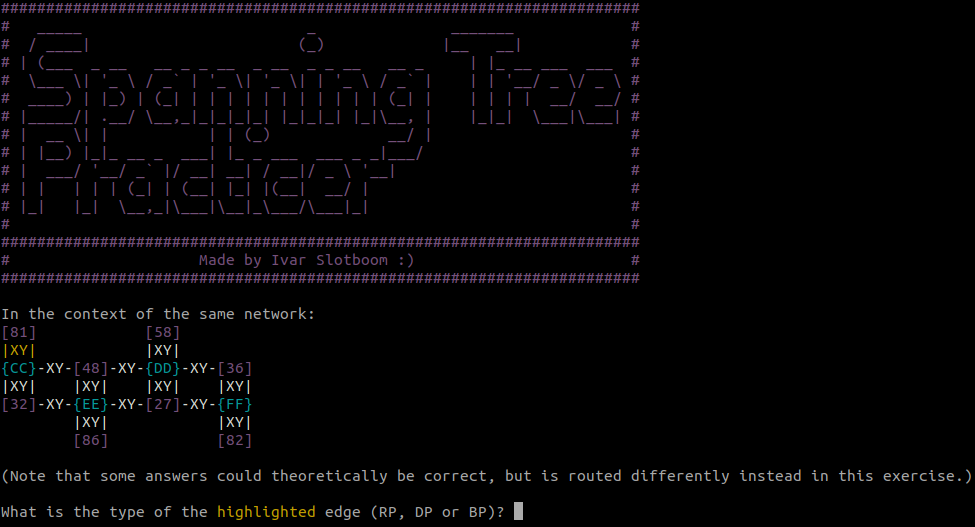 #######################################################################
Spanning Tree
Practicer
#######################################################################
# Made by Ivar Slotboom :) #
#######################################################################
In the context of the same network:
[81]            [58]
|XY|            |XY|
{CC}-XY-[48]-XY-{DD}-XY-[36]
|XY|    |XY|    |XY|    |XY|
[32]-XY-{EE}-XY-[27]-XY-{FF}
        |XY|            |XY|
        [86]            [82]
(Note that some answers could theoretically be correct, but is routed differently instead in this exercise.)
What is the type of the highlighted edge (RP, DP or BP)?